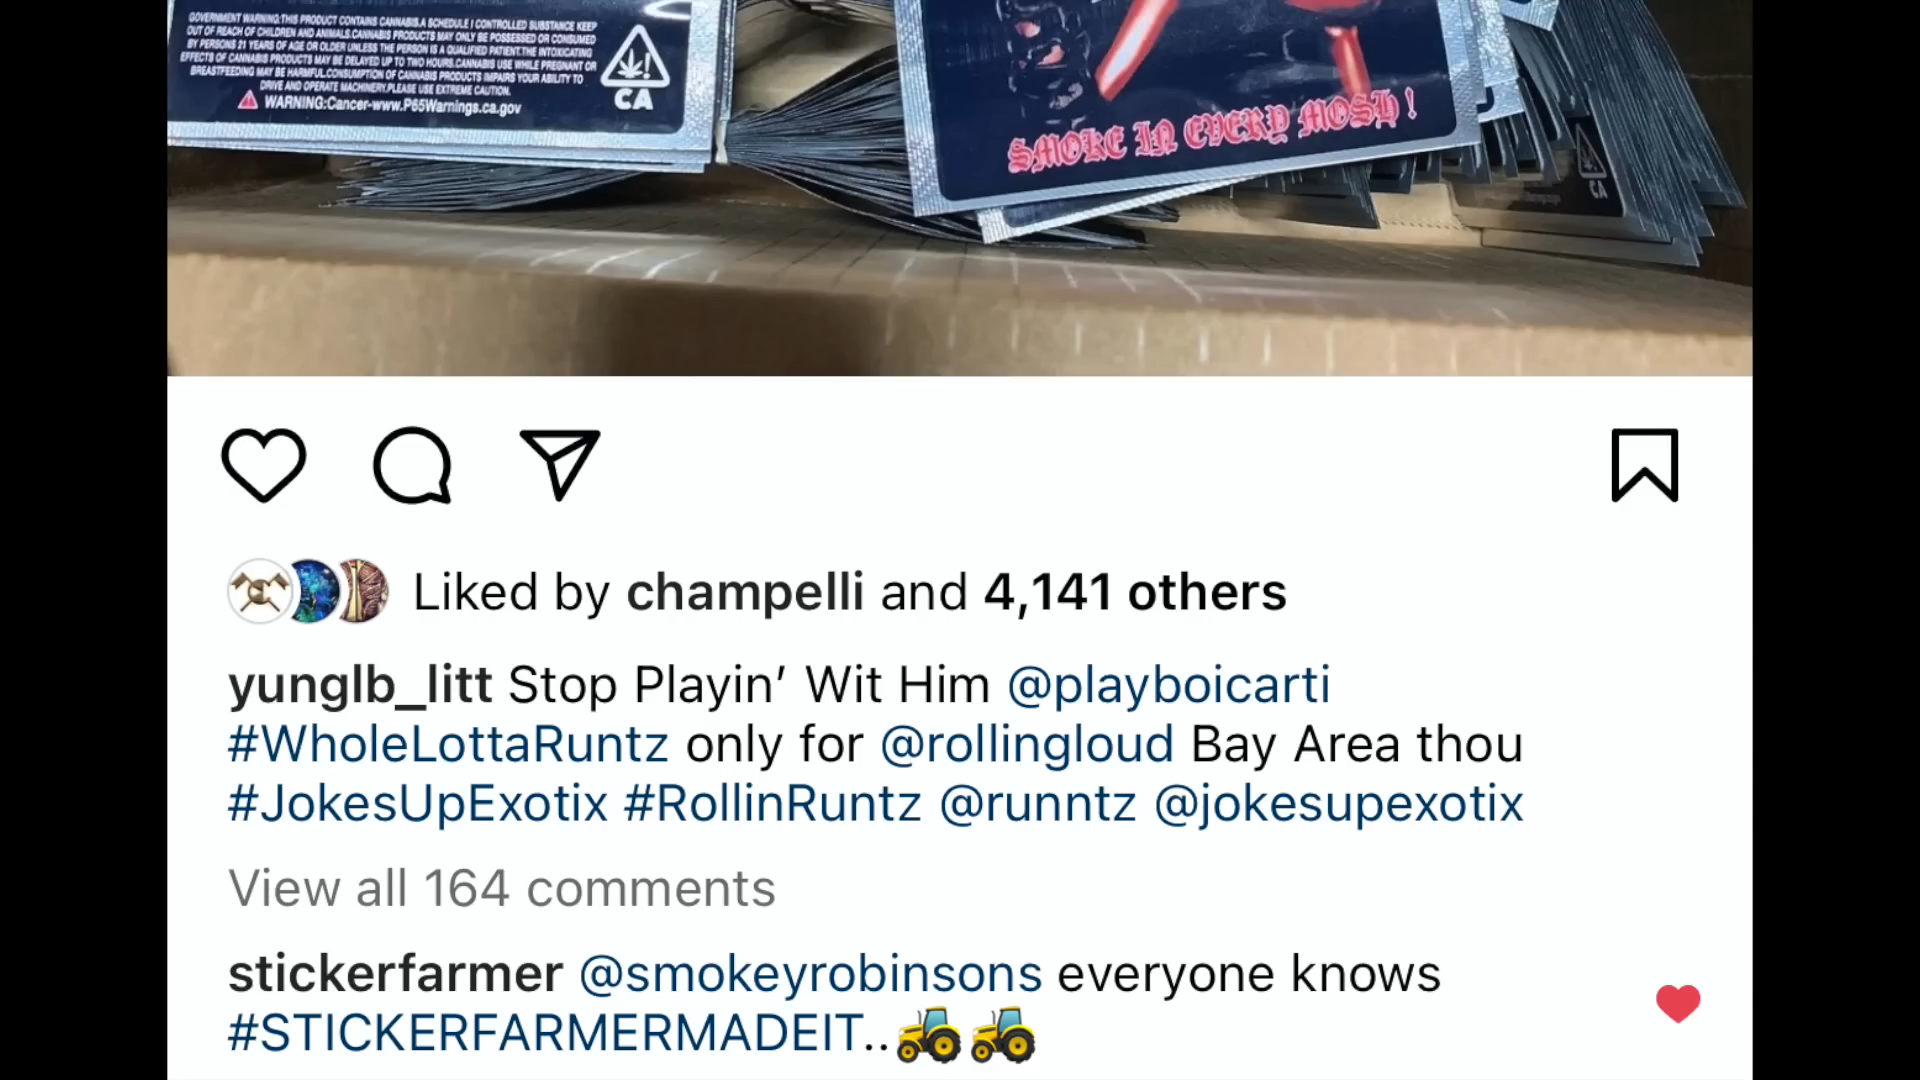 GOVERNMENT WARNING:THIS PRODUCT CONTAINS CANNABIS.A SCHEDULE I CONTROLLED SUBSTANCE KEEP
OUT OF REACH OF CHILDREN AND ANIMALS.CANNABIS PRODUCTS MAY ONLY BE POSSESSED OR CONSUMED
BY PERSONS 21 YEARS OF AGE OR OLDER UNLESS THE PERSON IS A QUALIFIED PATIENT.THE INTOXICATING
EFFECTS OF CANNABIS PRODUCTS MAY BE DELAYED UP TO TWO HOURS.CANNABIS USE WHILE PREGNANT OR
BREASTFEEDING MAY BE HARMFUL.CONSUMPTION OF CANNABIS PRODUCTS IMPAIRS YOUR ABILITY TO
DRIVE AND OPERATE MACHINERY.PLEASE USE EXTREME CAUTION.
WARNING:Cancer-www.P65Warnings.ca.gov
CA
SMOKE IN EVERY MOSH!
CA
Liked by champelli and 4,141 others
yunglb_litt Stop Playin’ Wit Him @playboicarti
#WholeLottaRuntz only for @rollingloud Bay Area thou
#JokesUpExotix #RollinRuntz @runntz @jokesupexotix
View all 164 comments
stickerfarmer @smokeyrobinsons everyone knows
#STICKERFARMERMADEIT..🚜🚜